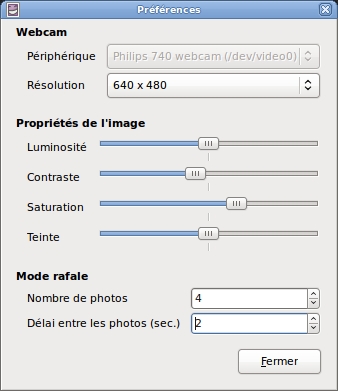 Préférences
Webcam
Périphérique
Philips 740 webcam (/dev/video0)
Résolution
640 x 480
Propriétés de l'image
Luminosité
Contraste
Saturation
Teinte
Mode rafale
Nombre de photos
4
Délai entre les photos (sec.)
2
Fermer